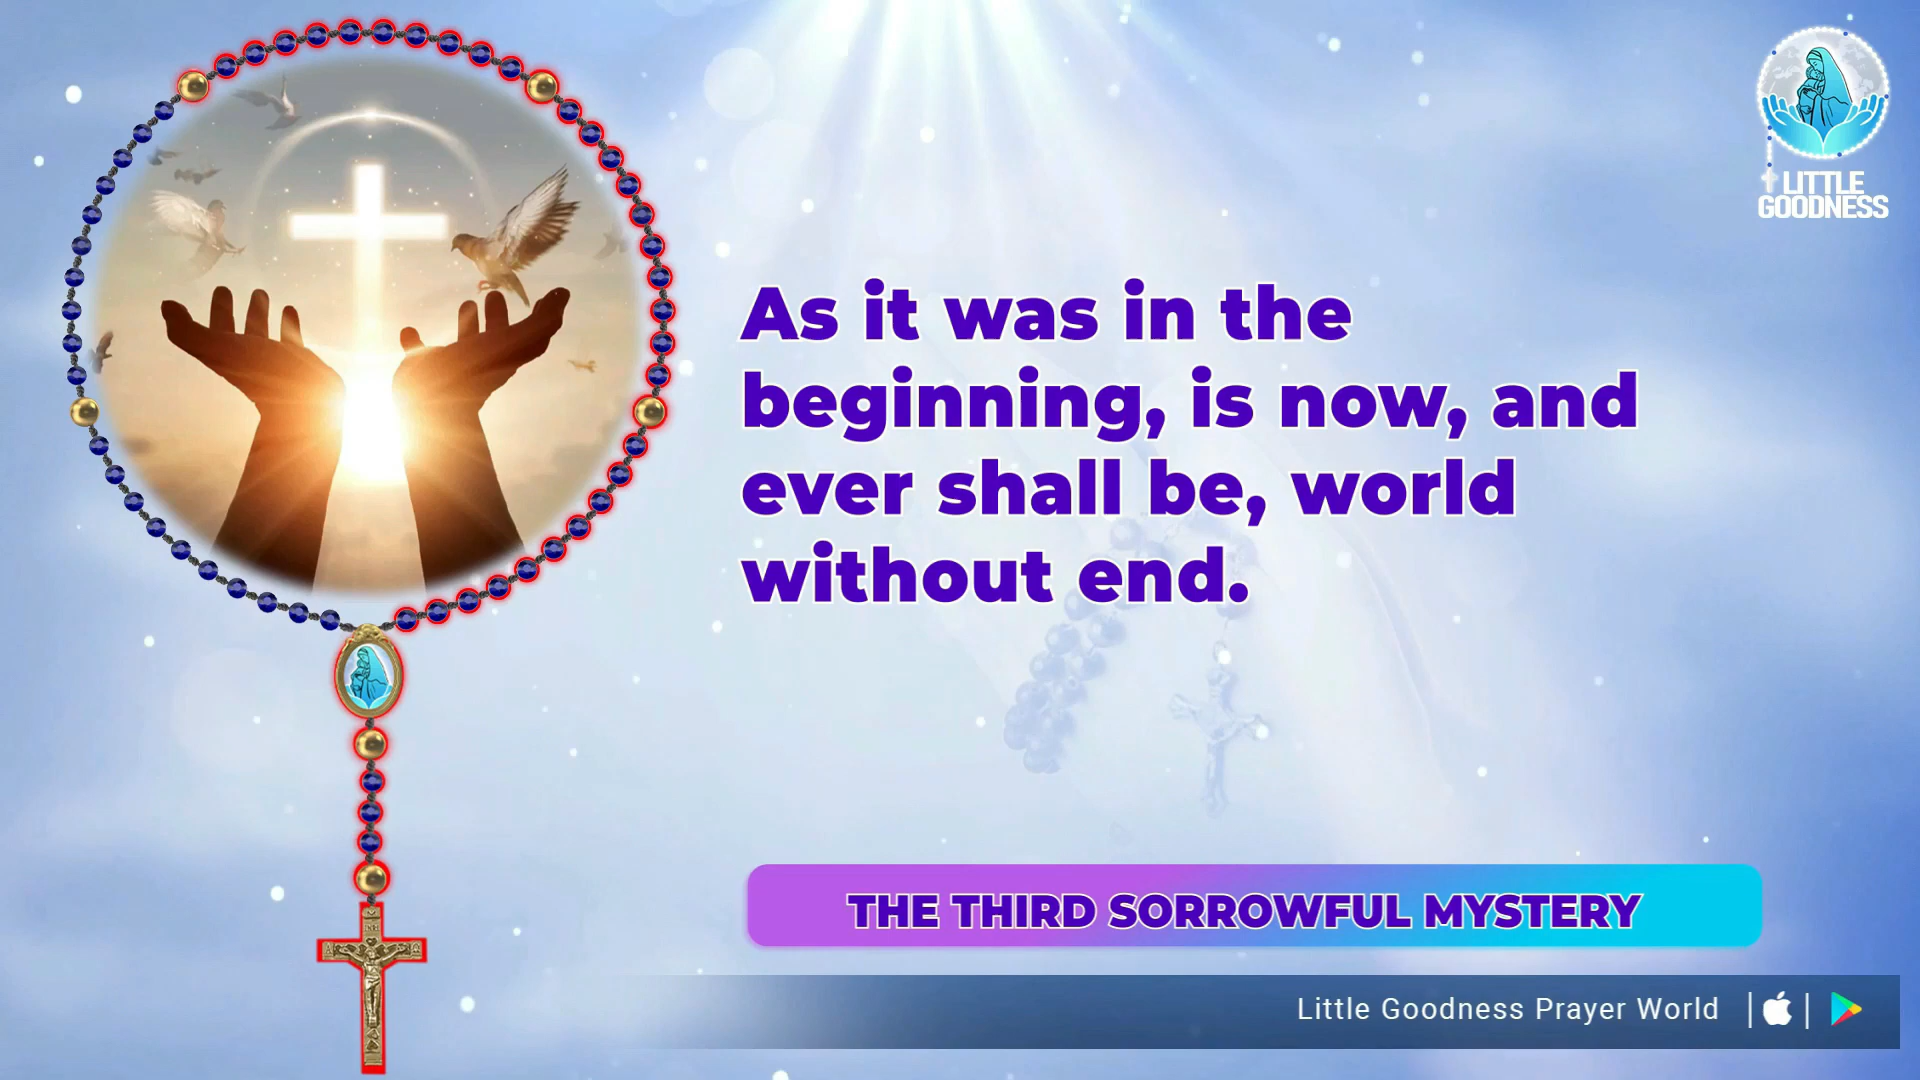 LITTLE
GOODNESS
As it was in the
beginning, is now, and
ever shall be, world
without end.
THE THIRD SORROWFUL MYSTERY
INRI
Little Goodness Prayer World